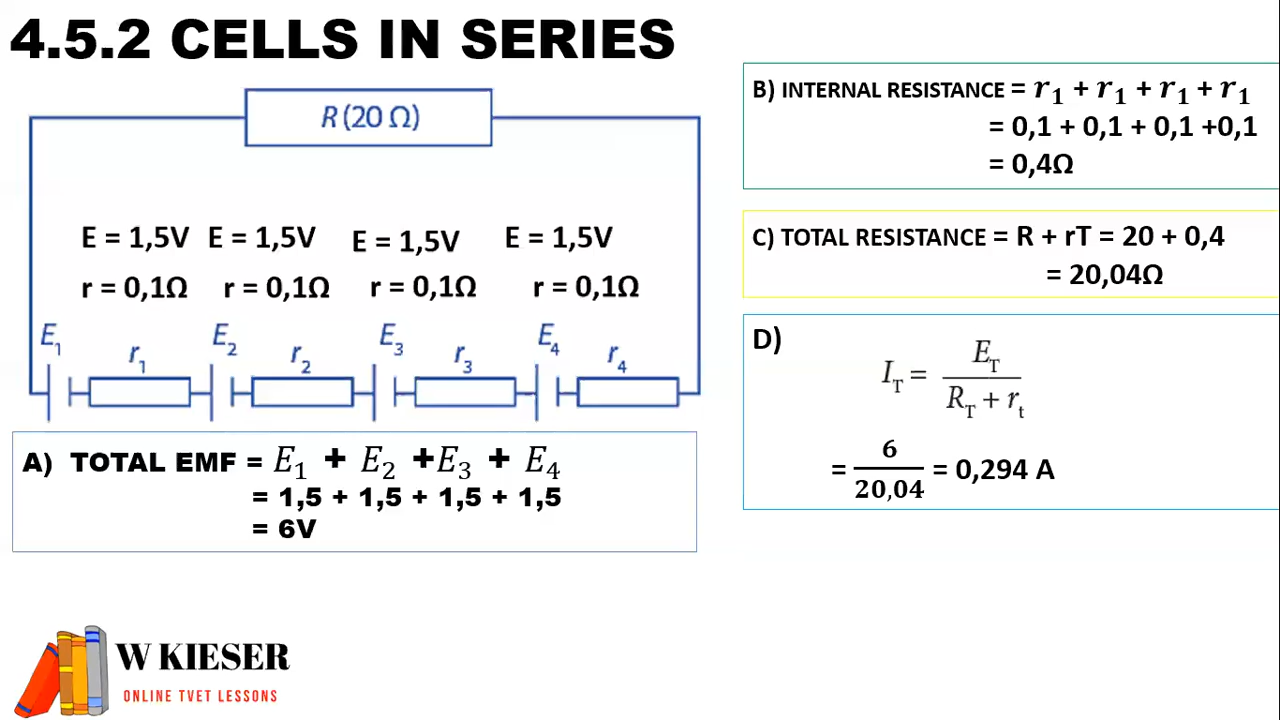 4.5.2 CELLS IN SERIES
R (20 Ω)
E = 1,5V E = 1,5V E = 1,5V E = 1,5V
r = 0,1Ω r = 0,1Ω r = 0,1Ω r = 0,1Ω
E₁ E₂ E₃ E₄
r₁ r₂ r₃ r₄
A) TOTAL EMF = E₁ + E₂ +E₃ + E₄
= 1,5 + 1,5 + 1,5 + 1,5
= 6V
B) INTERNAL RESISTANCE = r₁ + r₁ + r₁ + r₁
= 0,1 + 0,1 + 0,1 +0,1
= 0,4Ω
C) TOTAL RESISTANCE = R + rT = 20 + 0,4
= 20,04Ω
D)
I_T = E_T / (R_T + r_t)
= 6/20,04 = 0,294 A
W KIESER
ONLINE TVET LESSONS